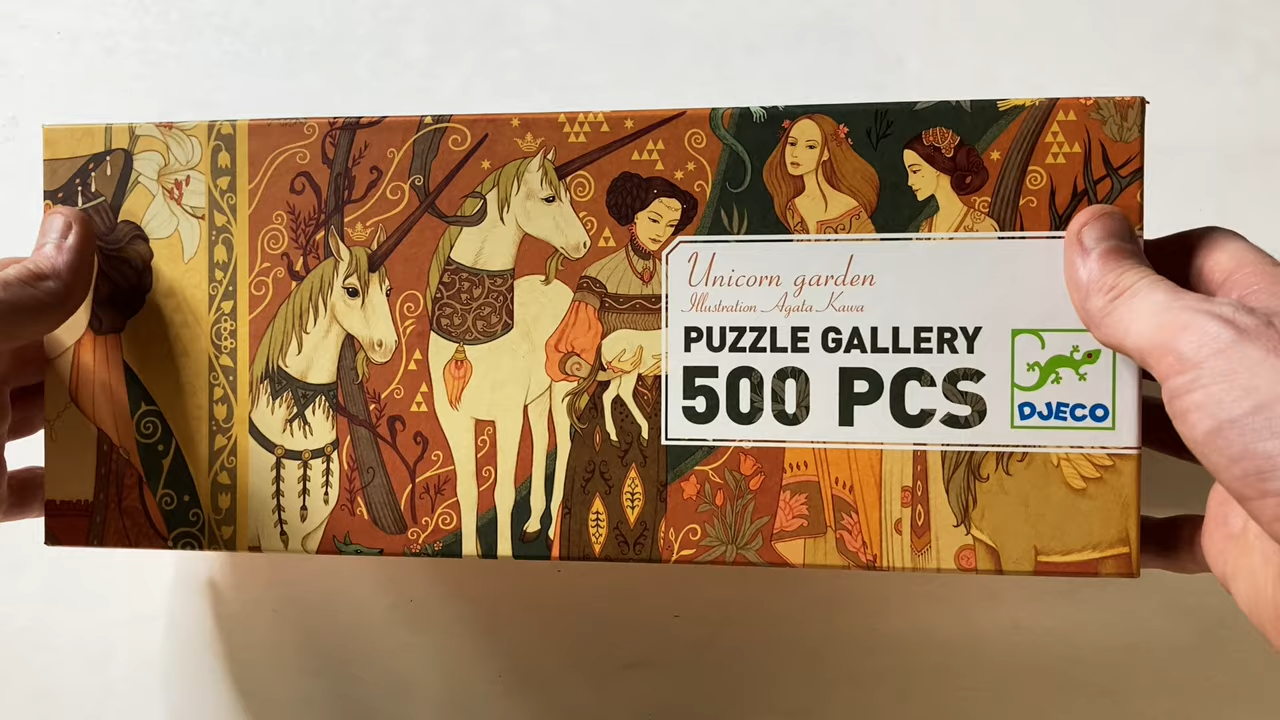 Unicorn garden
Illustration Agata Kawa
PUZZLE GALLERY
500 PCS
DJECO